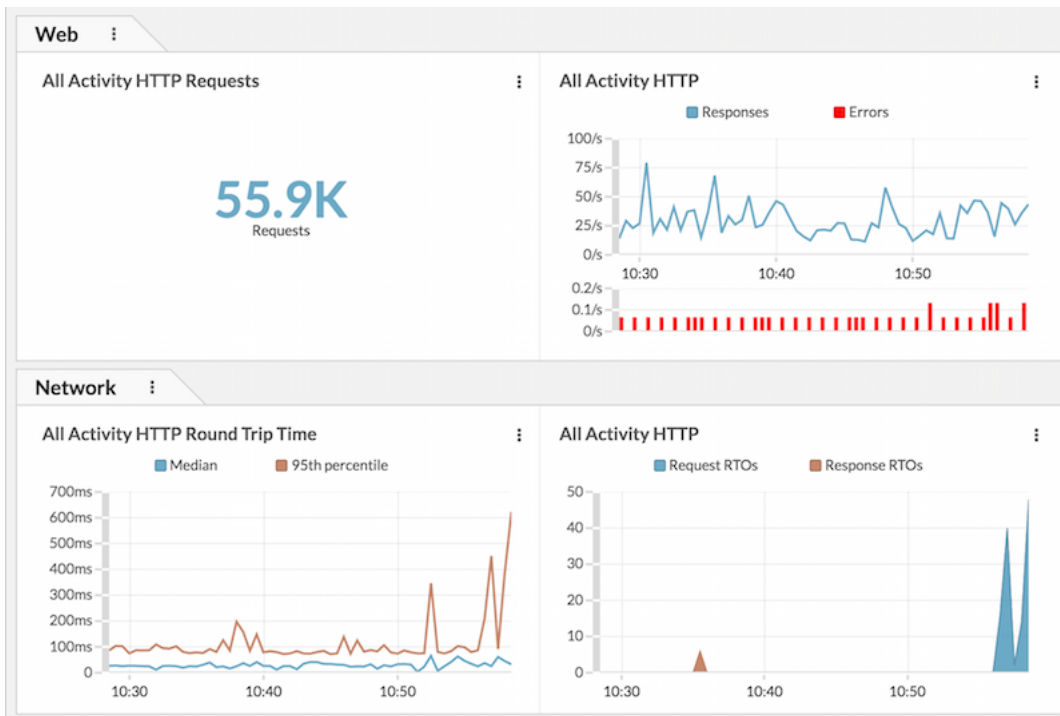 Web
All Activity HTTP Requests
55.9K
Requests
All Activity HTTP
Responses Errors
100/s
75/s
50/s
25/s
0/s
10:30 10:40 10:50
0.2/s
0.1/s
0/s
Network
All Activity HTTP Round Trip Time
Median 95th percentile
700ms
600ms
500ms
400ms
300ms
200ms
100ms
0
10:30 10:40 10:50
All Activity HTTP
Request RTOs Response RTOs
50
40
30
20
10
0
10:30 10:40 10:50